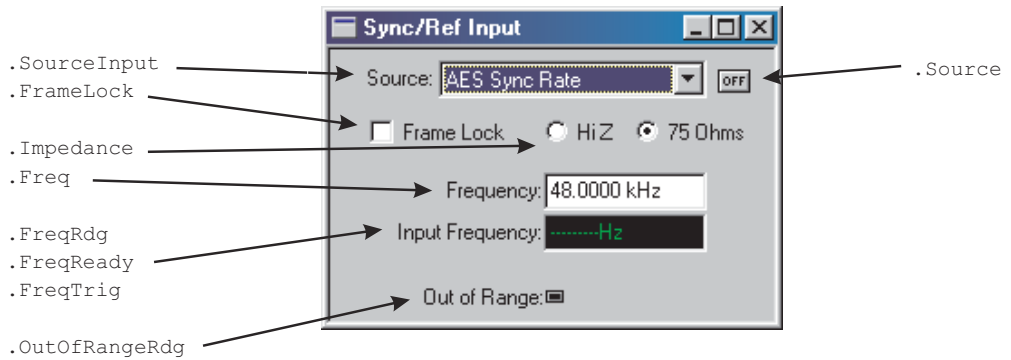 Sync/Ref Input
.SourceInput
Source: AES Sync Rate OFF
.Source
.FrameLock
Frame Lock HiZ 75 Ohms
.Impedance
.Freq
Frequency: 48.0000 kHz
.FreqRdg
Input Frequency: ---------Hz
.FreqReady
.FreqTrig
Out of Range:
.OutOfRangeRdg